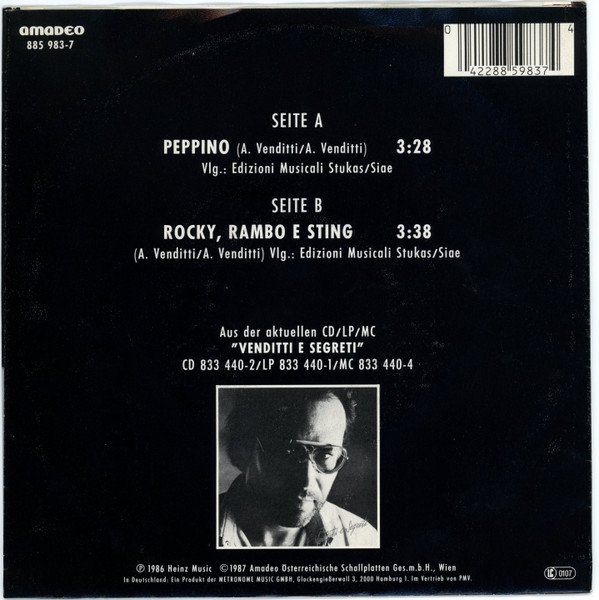 amadeo
885 983-7
0 42288 59837 4
SEITE A
PEPPINO (A. Venditti/A. Venditti) 3:28
Vlg.: Edizioni Musicali Stukas/Siae
SEITE B
ROCKY, RAMBO E STING 3:38
(A. Venditti/A. Venditti) Vlg.: Edizioni Musicali Stukas/Siae
Aus der aktuellen CD/LP/MC
"VENDITTI E SEGRETI"
CD 833 440-2/LP 833 440-1/MC 833 440-4
Ⓟ 1986 Heinz Music ©1987 Amadeo Österreichische Schallplatten Ges.m.b.H., Wien
In Deutschland: Ein Produkt der METRONOME MUSIC GMBH, Glockengießerwall 3, 2000 Hamburg 1. Im Vertrieb von PMV.
LC 0107